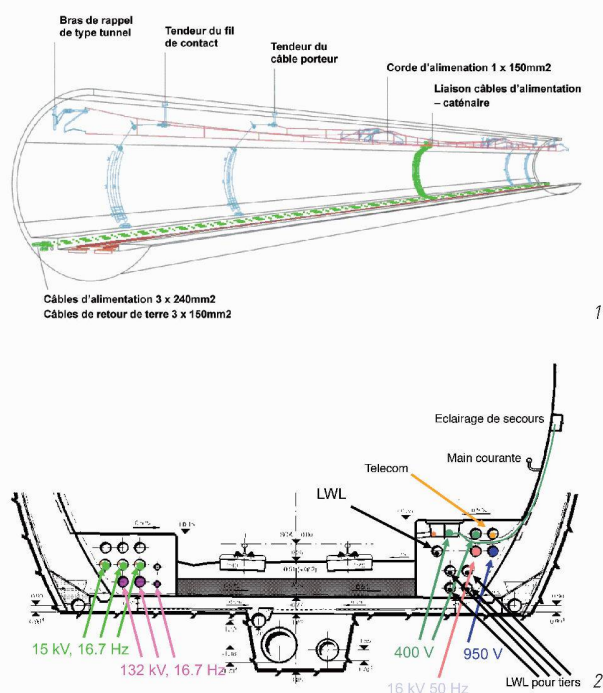 Bras de rappel
de type tunnel
Tendeur du fil
de contact
Tendeur du
câble porteur
Corde d'alimenation 1 x 150mm2
Liaison câbles d'alimentation
– caténaire
Câbles d'alimentation 3 x 240mm2
Câbles de retour de terre 3 x 150mm2
1
Eclairage de secours
Main courante
Telecom
LWL
15 kV, 16.7 Hz
132 kV, 16.7 Hz
400 V
950 V
16 kV 50 Hz
LWL pour tiers
2